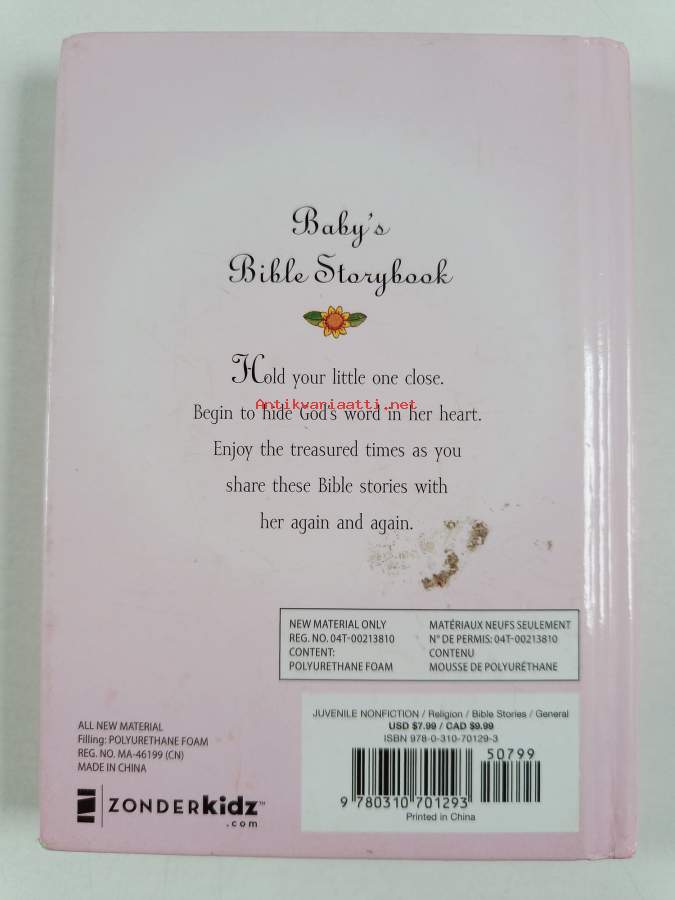 Baby's
Bible Storybook
Hold your little one close.
Antikvariaatti.net
Begin to hide God's word in her heart.
Enjoy the treasured times as you
share these Bible stories with
her again and again.
NEW MATERIAL ONLY
REG. NO. 04T-00213810
CONTENT:
POLYURETHANE FOAM
MATÉRIAUX NEUFS SEULEMENT
N° DE PERMIS: 04T-00213810
CONTENU
MOUSSE DE POLYURÉTHANE
ALL NEW MATERIAL
Filling: POLYURETHANE FOAM
REG. NO. MA-46199 (CN)
MADE IN CHINA
ZONDERkidz™
.com
JUVENILE NONFICTION / Religion / Bible Stories / General
USD $7.99 / CAD $9.99
ISBN 978-0-310-70129-3
50799
9 780310 701293
Printed in China